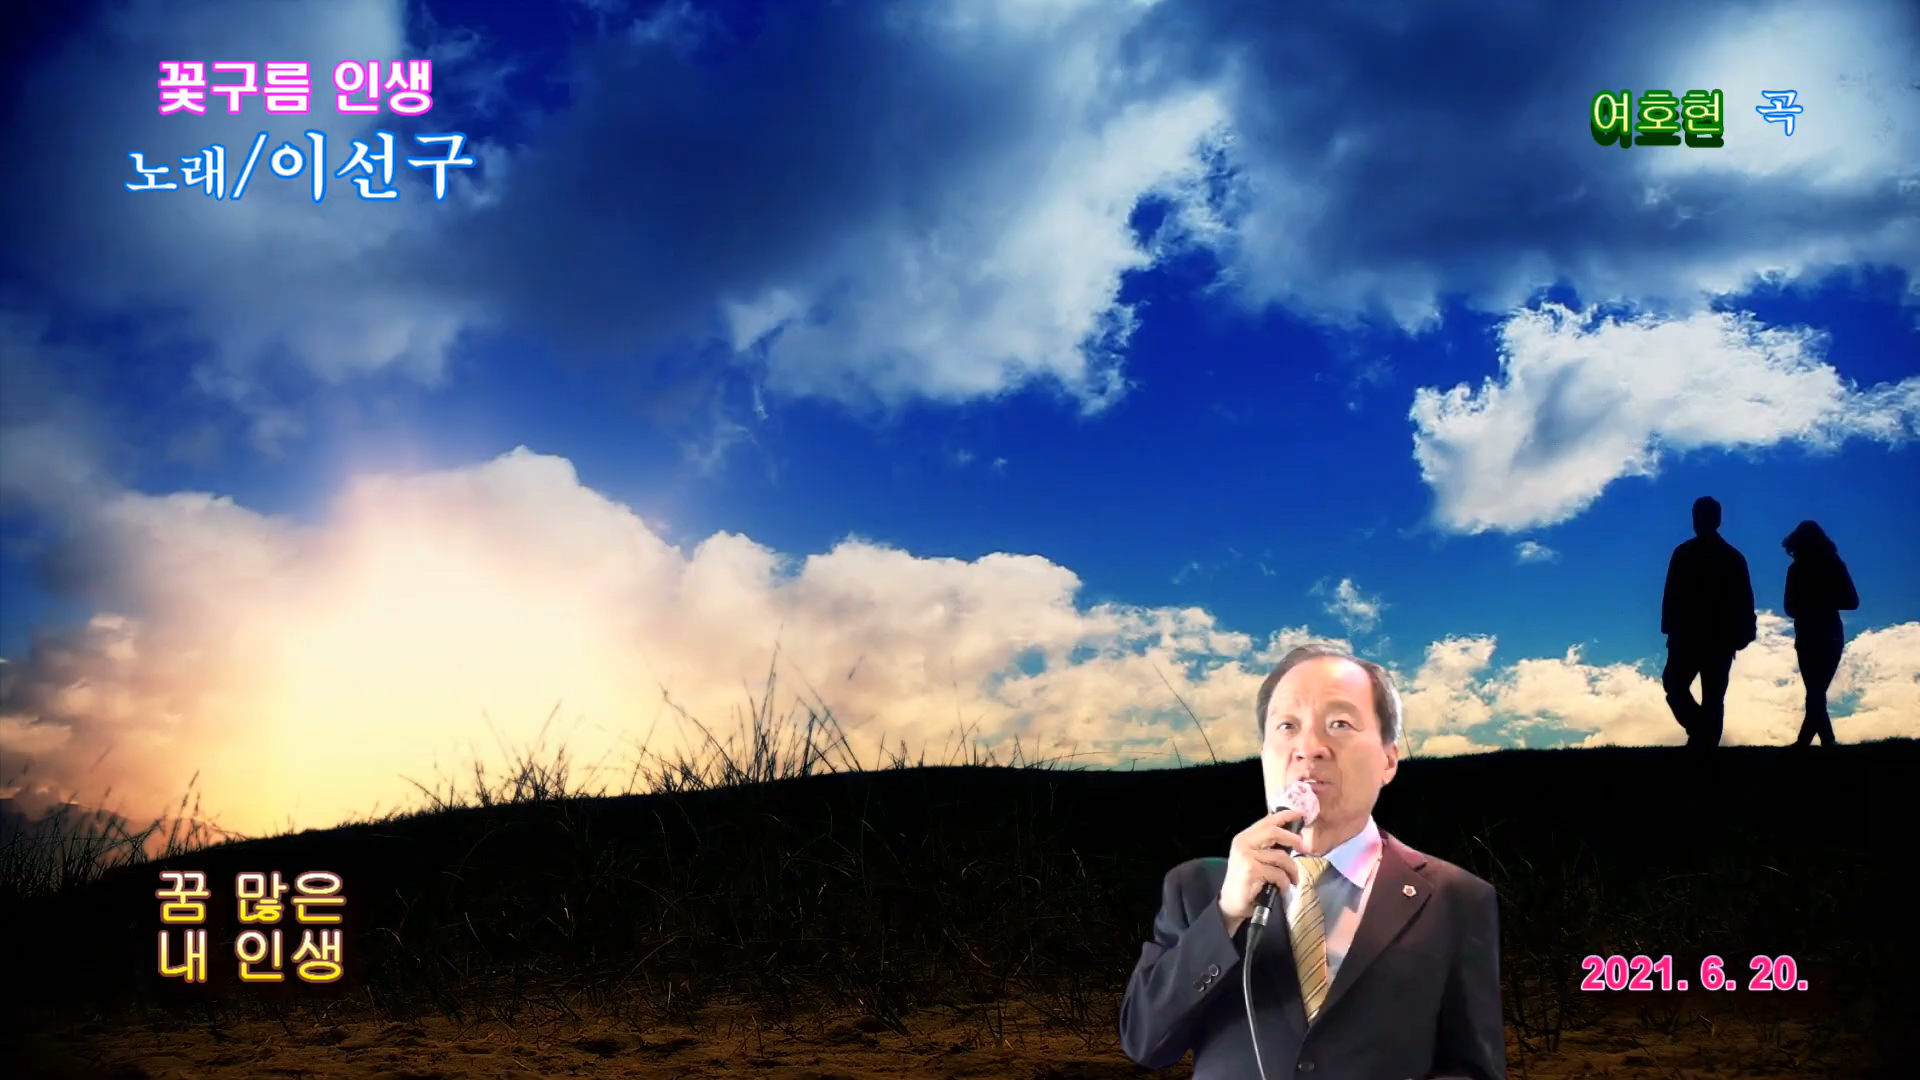 꽃구름 인생
노래/이선구
여호현 곡
꿈 많은
내 인생
2021. 6. 20.